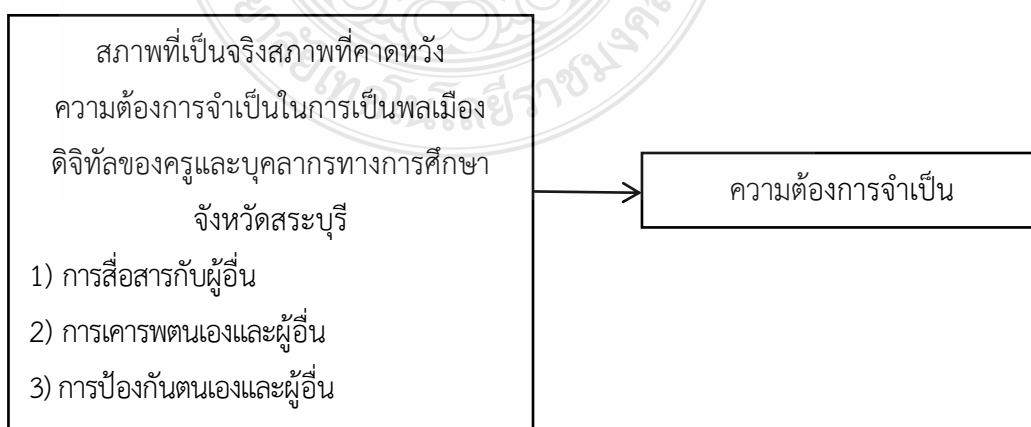 สภาพที่เป็นจริงสภาพที่คาดหวัง
ความต้องการจำเป็นในการเป็นพลเมือง
ดิจิทัลของครูและบุคลากรทางการศึกษา
จังหวัดสระบุรี
1) การสื่อสารกับผู้อื่น
2) การเคารพตนเองและผู้อื่น
3) การป้องกันตนเองและผู้อื่น
ความต้องการจำเป็น